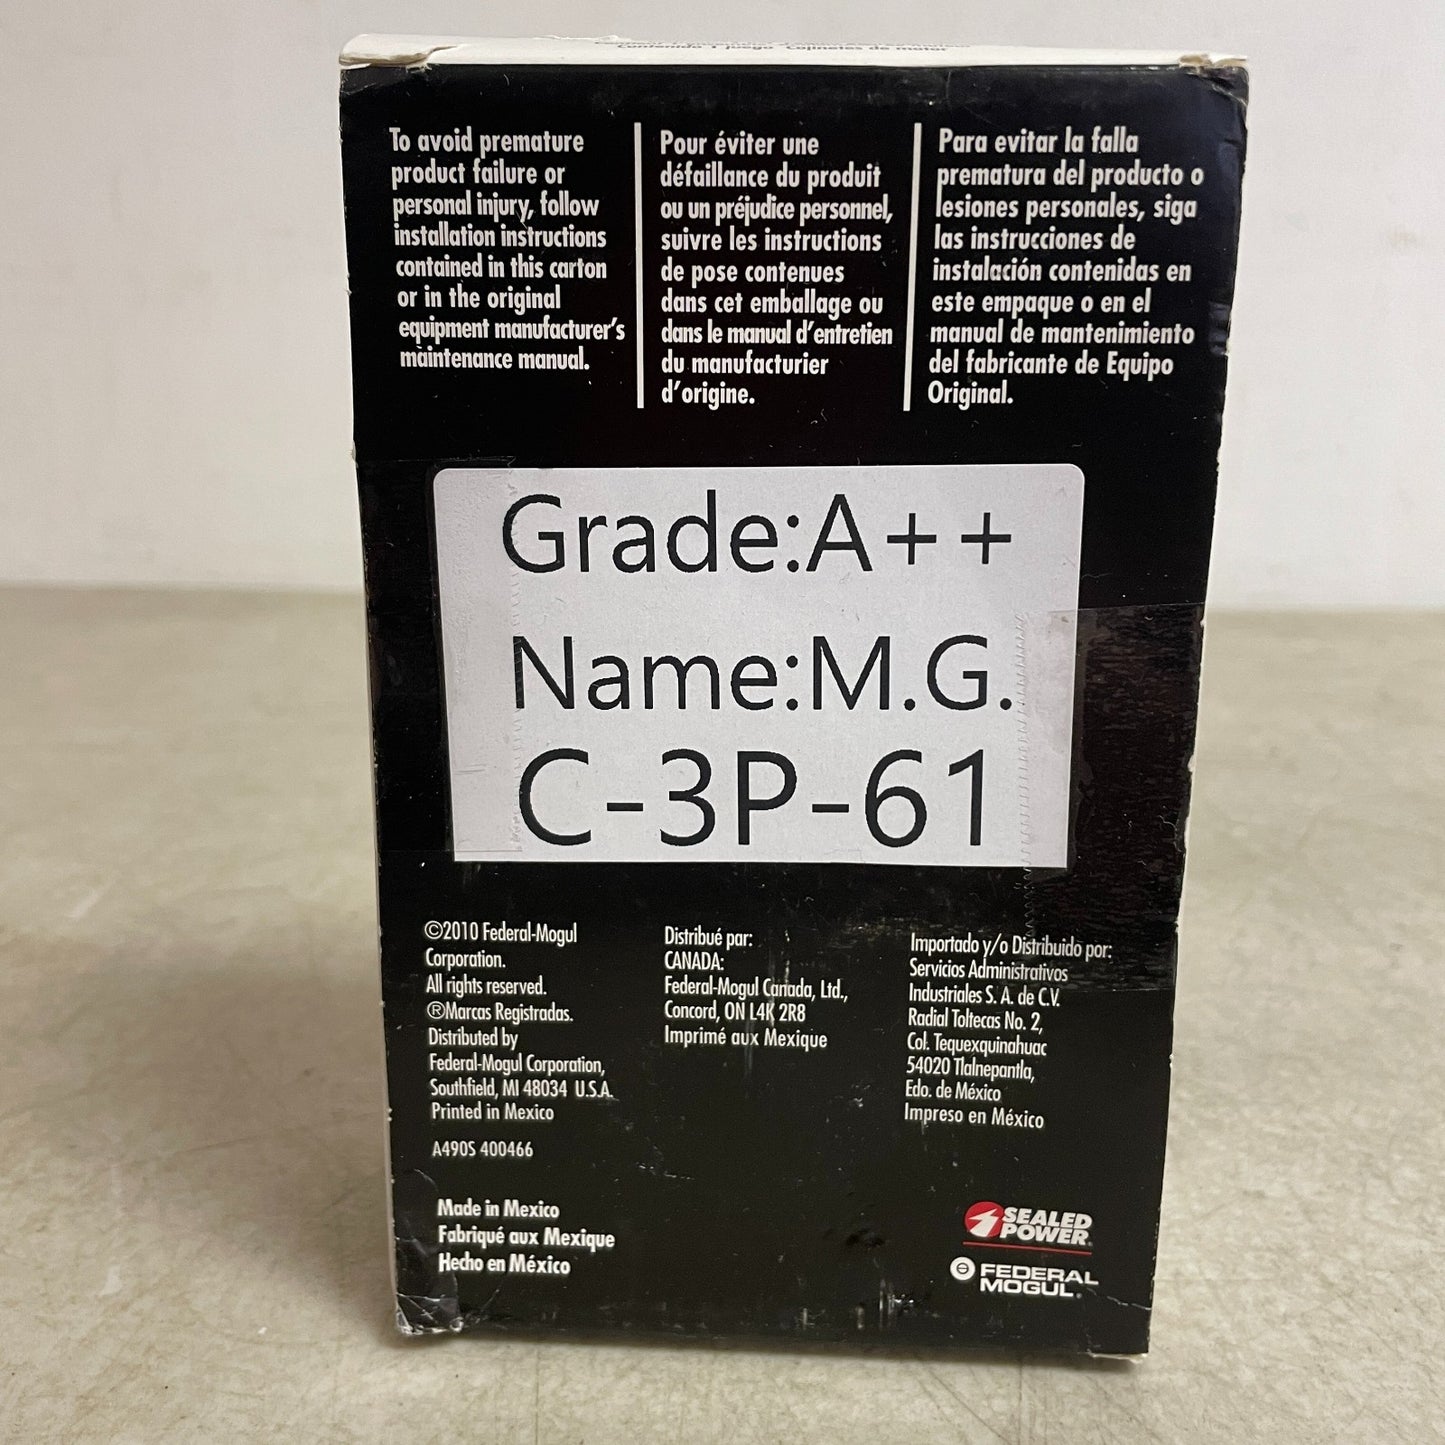 Contenido 1 juego Cojinetes de motor
To avoid premature
product failure or
personal injury, follow
installation instructions
contained in this carton
or in the original
equipment manufacturer's
maintenance manual.
Pour éviter une
défaillance du produit
ou un préjudice personnel,
suivre les instructions
de pose contenues
dans cet emballage ou
dans le manual d'entretien
du manufacturier
d'origine.
Para evitar la falla
prematura del producto o
lesiones personales, siga
las instrucciones de
instalación contenidas en
este empaque o en el
manual de mantenimiento
del fabricante de Equipo
Original.
Grade:A++
Name:M.G.
C-3P-61
©2010 Federal-Mogul
Corporation.
All rights reserved.
®Marcas Registradas.
Distributed by
Federal-Mogul Corporation,
Southfield, MI 48034 U.S.A.
Printed in Mexico
A490S 400466
Made in Mexico
Fabriqué aux Mexique
Hecho en México
Distribué par:
CANADA:
Federal-Mogul Canada, Ltd.,
Concord, ON L4K 2R8
Imprimé aux Mexique
Importado y/o Distribuido por:
Servicios Administrativos
Industriales S. A. de C.V.
Radial Toltecas No. 2,
Col. Tequexquinahuac
54020 Tlalnepantla,
Edo. de México
Impreso en México
SEALED
POWER®
FEDERAL
MOGUL®